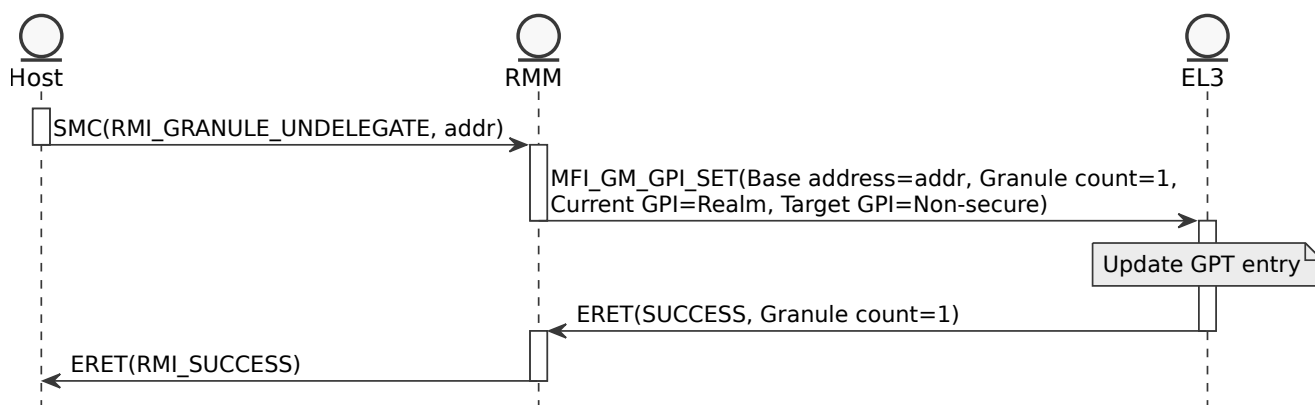 Host
RMM
EL3
SMC(RMI_GRANULE_UNDELEGATE, addr)
MFI_GM_GPI_SET(Base address=addr, Granule count=1,
Current GPI=Realm, Target GPI=Non-secure)
Update GPT entry
ERET(SUCCESS, Granule count=1)
ERET(RMI_SUCCESS)